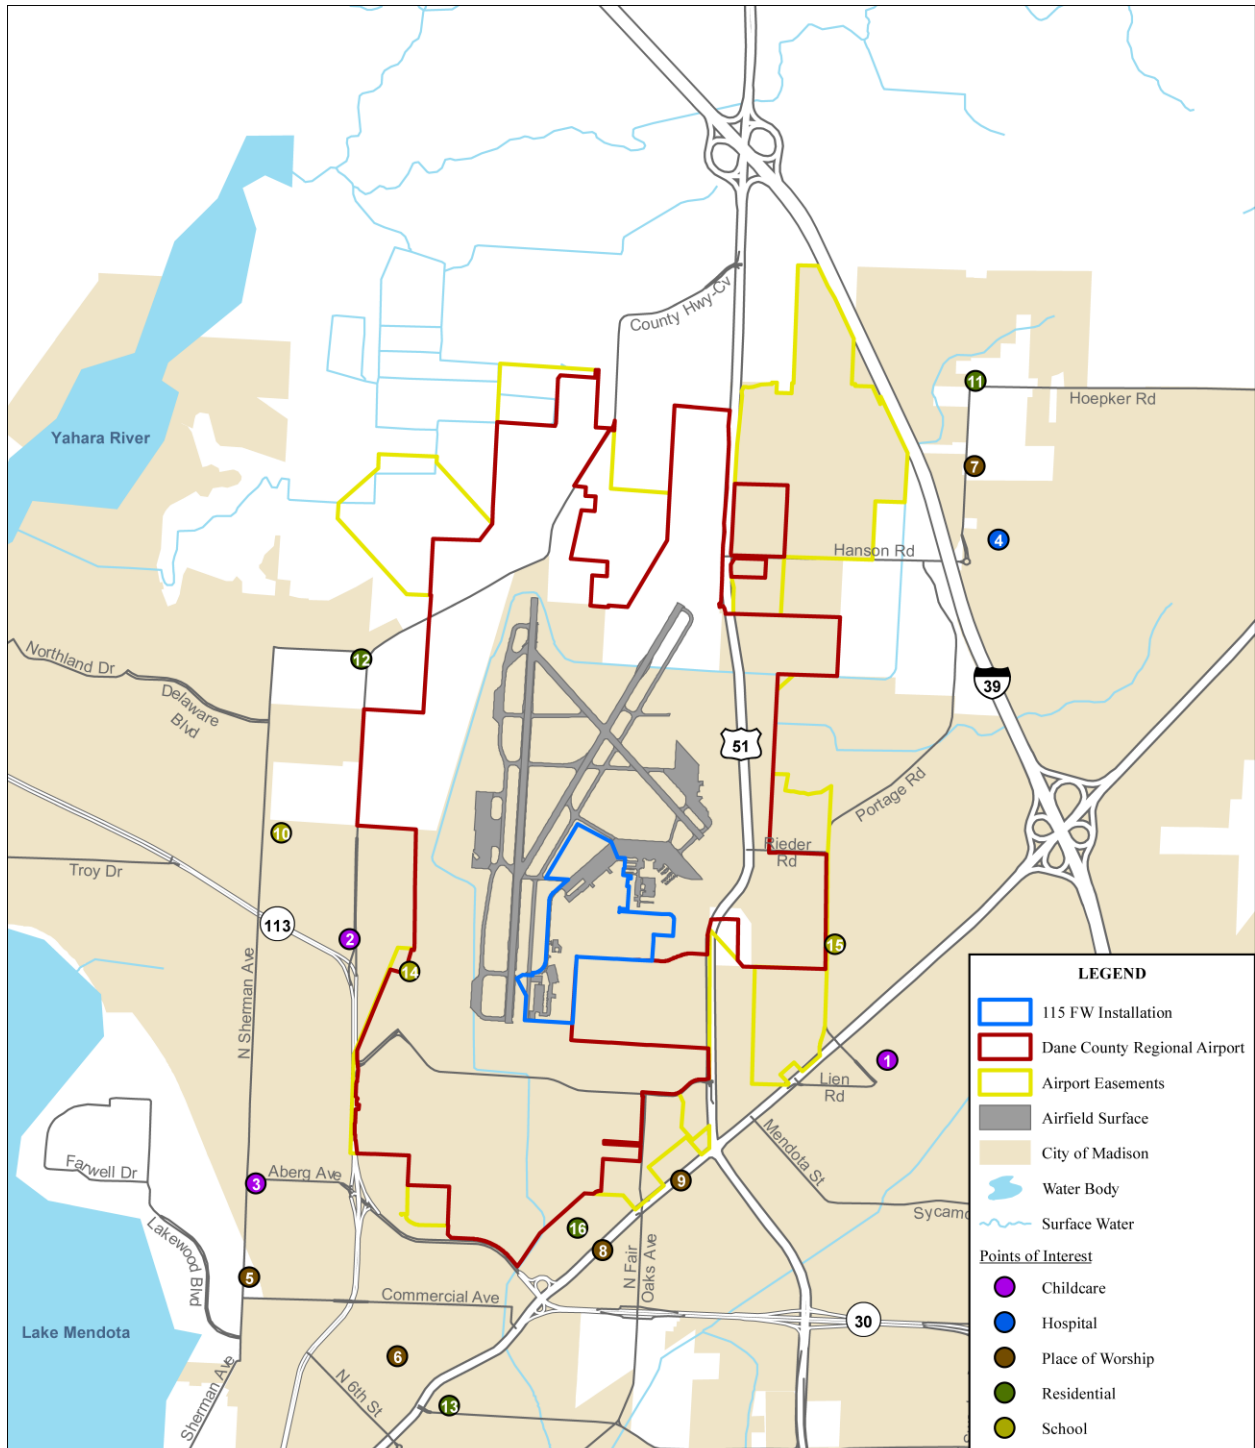 County Hwy-Cv
11
Hoepker Rd
Yahara River
7
4
Hanson Rd
Northland Dr
12
Delaware
Blvd
39
51
Portage Rd
10
Rieder
Rd
Troy Dr
113
2
15
14
N Sherman Ave
1
Lien
Rd
Mendota St
Farwell Dr
Aberg Ave
3
9
Lakewood Blvd
16
8
N Fair
Oaks Ave
5
Commercial Ave
30
Lake Mendota
6
Sherman Ave
N 6th St
13
LEGEND
115 FW Installation
Dane County Regional Airport
Airport Easements
Airfield Surface
City of Madison
Water Body
Surface Water
Points of Interest
Childcare
Hospital
Place of Worship
Residential
School